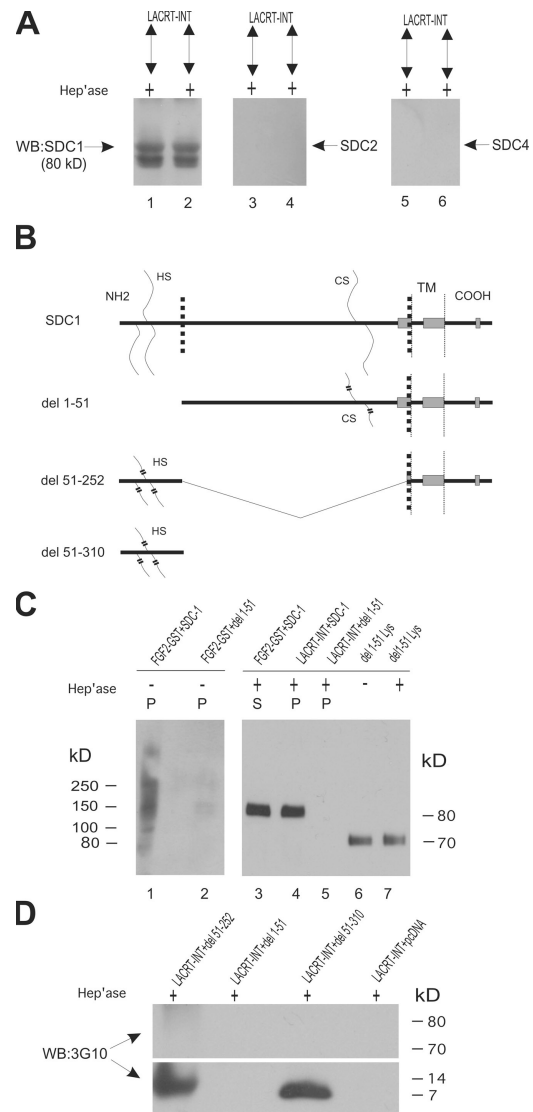 A
LACRT-INT LACRT-INT LACRT-INT
Hep'ase + + + + + +
WB:SDC1
(80 kD)
SDC2
SDC4
1 2 3 4 5 6
B
HS CS TM
NH2 COOH
SDC1
del 1-51
CS
HS
del 51-252
HS
del 51-310
C
FGF2-GST+SDC-1
FGF2-GST+del 1-51
FGF2-GST+SDC-1
LACRT-INT+SDC-1
LACRT-INT+del 1-51
del 1-51 Lys
del1-51 Lys
Hep'ase - - + + + - +
P P S P P
kD kD
250 –
150 –
100 –
80 –
– 80
– 70
1 2 3 4 5 6 7
D
LACRT-INT+del 51-252
LACRT-INT+del 1-51
LACRT-INT+del 51-310
LACRT-INT+pcDNA
Hep'ase + + + + kD
– 80
– 70
WB:3G10
– 14
– 7